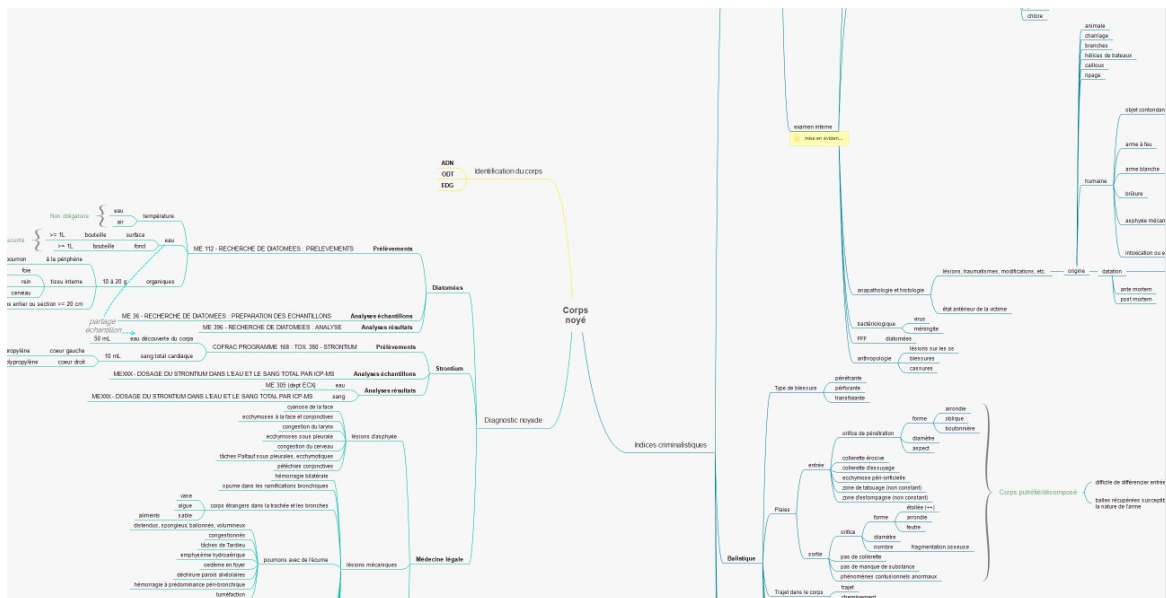 chlore
animale
charriage
branches
hélices de bateaux
cailloux
ripage
objet contondan
examen interne
mise en éviden...
arme à feu
ADN
ODT
EDG
Identification du corps
arme blanche
humaine
brûlure
Non obligatoire
eau
air
température
asphyxie mécan
ecurité
>= 1L
bouteille
surface
>= 1L
bouteille
fond
eau
ME 112 - RECHERCHE DE DIATOMEES : PRELEVEMENTS
Prélèvements
intoxication ou e
poumon
à la périphérie
foie
rein
cerveau
tissu interne
10 à 20 g
organiques
os entier ou section >= 20 cm
lésions, traumatismes, modifications, etc.
origine
datation
Diatomées
anapathologie et histologie
ante mortem
post mortem
état antérieur de la victime
Corps
noyé
partage
échantillon
ME 36 - RECHERCHE DE DIATOMEES : PREPARATION DES ECHANTILLONS
Analyses échantillons
ME 296 - RECHERCHE DE DIATOMEES : ANALYSE
Analyses résultats
bactériologique
virus
méningite
50 mL
eau découverte du corps
FFF
diatomées
COFRAC PROGRAMME 168 : TOX. 380 - STRONTIUM
Prélèvements
propylène
coeur gauche
olypropylène
coeur droit
10 mL
sang total cardiaque
anthropologie
lésions sur les os
blessures
cassures
Strontium
MEXXX - DOSAGE DU STRONTIUM DANS L'EAU ET LE SANG TOTAL PAR ICP-MS
Analyses échantillons
ME 305 (dept ECX)
eau
MEXXX - DOSAGE DU STRONTIUM DANS L'EAU ET LE SANG TOTAL PAR ICP-MS
sang
Analyses résultats
Type de blessure
pénétrante
perforante
transfixiante
cyanose de la face
ecchymoses à la face et conjonctives
congestion du larynx
ecchymoses sous pleurale
congestion du cerveau
tâches Paltauf sous pleurales, ecchymotiques
pétéchies conjonctives
lésions d'asphyxie
Diagnostic noyade
Indices criminalistiques
orifice de pénétration
forme
arrondie
oblique
boutonnière
diamètre
aspect
entrée
collerette érosive
collerette d'essuyage
ecchymose péri-orificielle
zone de tatouage (non constant)
zone d'estompage (non constant)
hémorragie bilatérale
spume dans les ramifications bronchiques
vase
algue
aliments
sable
corps étrangers dans la trachée et les bronches
Corps putréfié/décomposé
difficile de différencier entrée
balles récupérées susceptib
la nature de l'arme
Plaies
sortie
orifice
forme
étoilée (++)
arrondie
feutre
diamètre
nombre
fragmentation osseuse
pas de collerette
pas de manque de substance
phénomènes contusionnels anormaux
distendus, spongieux, ballonnés, volumineux
congestionnés
tâches de Tardieu
emphysème hydroaérique
oedème en foyer
déchirure parois alvéolaires
hémorragie à prédominance péri-bronchique
tuméfaction
poumons avec de l'écume
lésions mécaniques
Médecine légale
Balistique
Trajet dans le corps
trajet
cheminement